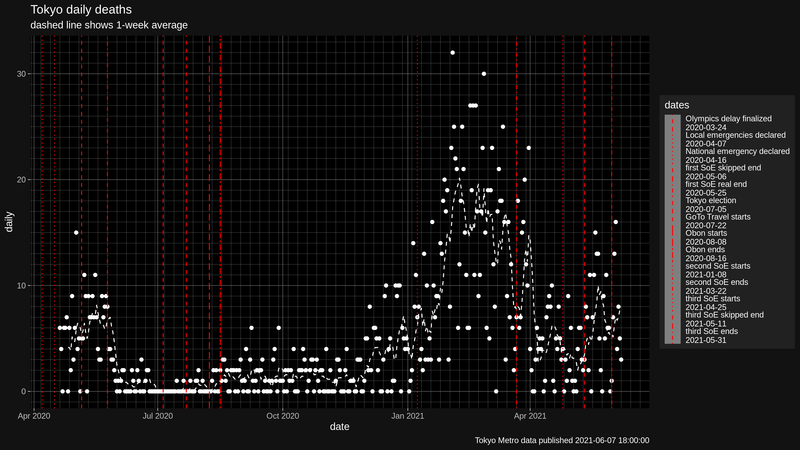 Tokyo daily deaths
dashed line shows 1-week average
daily
30
20
10
0
Apr 2020
Jul 2020
Oct 2020
Jan 2021
Apr 2021
date
dates
Olympics delay finalized
2020-03-24
Local emergencies declared
2020-04-07
National emergency declared
2020-04-16
first SoE skipped end
2020-05-06
first SoE real end
2020-05-25
Tokyo election
2020-07-05
GoTo Travel starts
2020-07-22
Obon starts
2020-08-08
Obon ends
2020-08-16
second SoE starts
2021-01-08
second SoE ends
2021-03-22
third SoE starts
2021-04-25
third SoE skipped end
2021-05-11
third SoE ends
2021-05-31
Tokyo Metro data published 2021-06-07 18:00:00